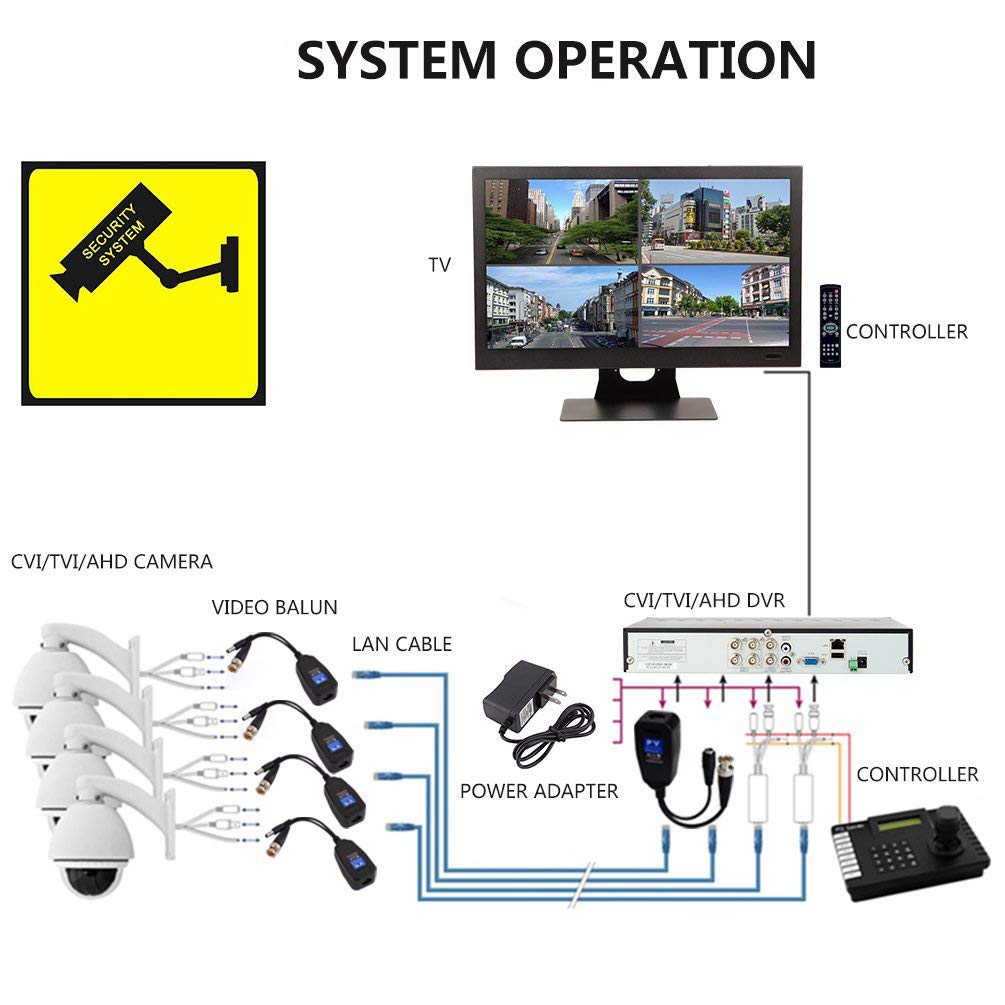 SYSTEM OPERATION
SECURITY
SYSTEM
TV
CONTROLLER
CVI/TVI/AHD CAMERA
VIDEO BALUN
LAN CABLE
CVI/TVI/AHD DVR
POWER ADAPTER
PV
CONTROLLER